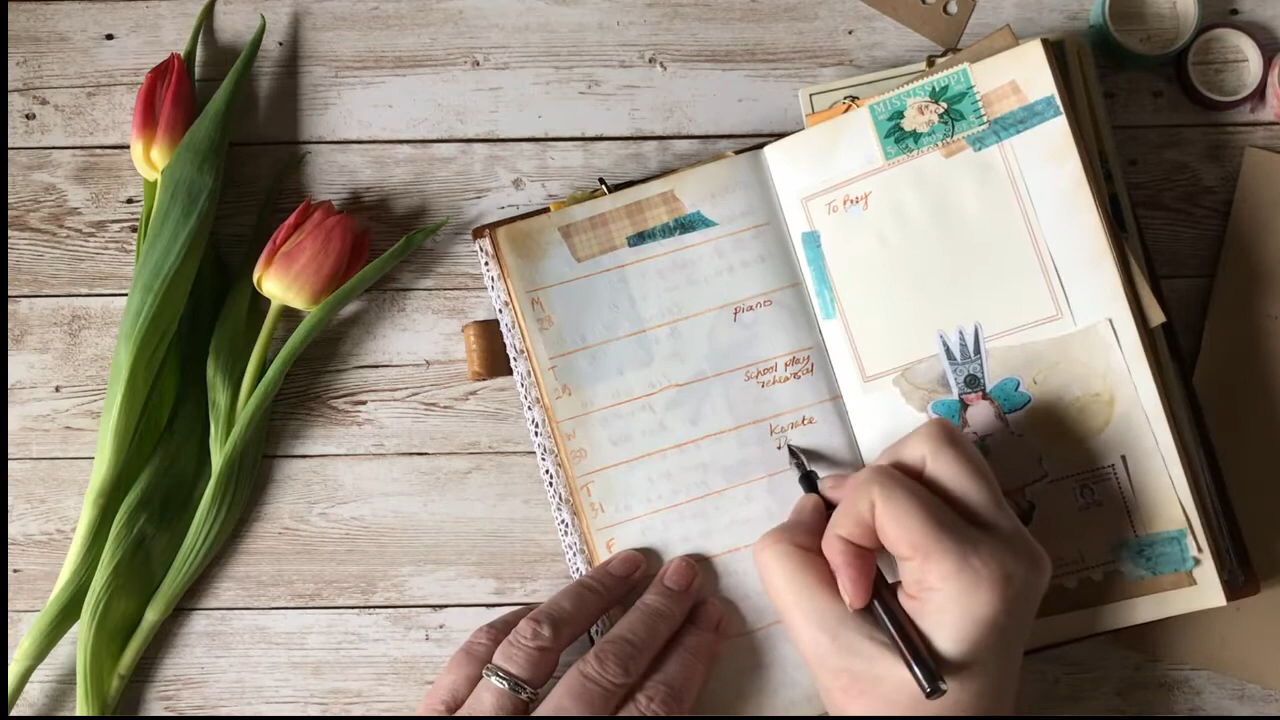 M
28
piano
T
29
School play
rehearsal
W
30
Karate
D
T
31
F
MISSISSIPPI
To Buy